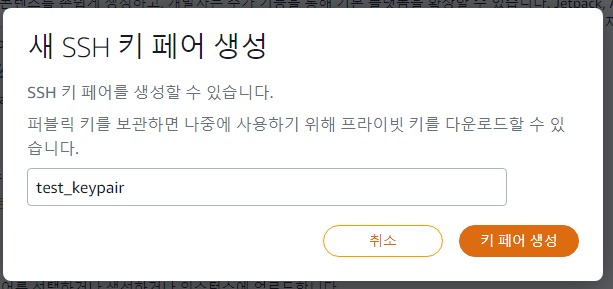 텐츠를 손쉽게 생성하고, 개발자는 추가 기능을 통해 기본 플랫폼을 확장할 수 있습니다. Jetpack,
새 SSH 키 페어 생성
SSH 키 페어를 생성할 수 있습니다.
퍼블릭 키를 보관하면 나중에 사용하기 위해 프라이빗 키를 다운로드할 수 있
습니다.
test_keypair
취소
키 페어 생성
어를 선택하거나 생성하거나 인스턴스에 업로드합니다